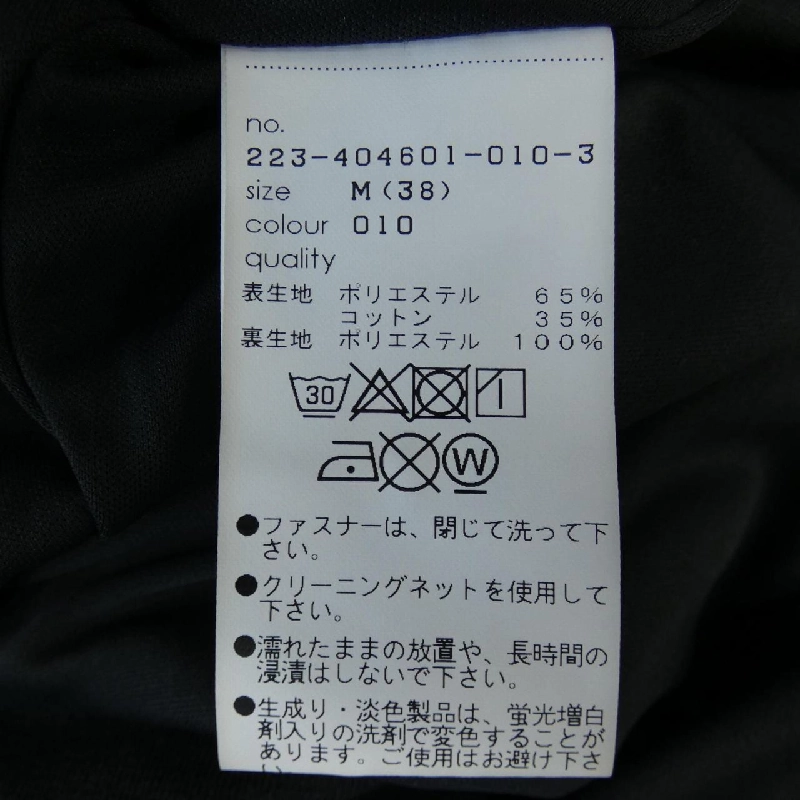 no.
223-404601-010-3
size M(38)
colour 010
quality
表生地 ポリエステル 65%
コットン 35%
裏生地 ポリエステル 100%
30
W
●ファスナーは、閉じて洗って下
さい。
●クリーニングネットを使用して
下さい。
●濡れたままの放置や、長時間の
浸漬はしないで下さい。
●生成り・淡色製品は、蛍光増白
剤入りの洗剤で変色することが
あります。ご使用はお避け下さ